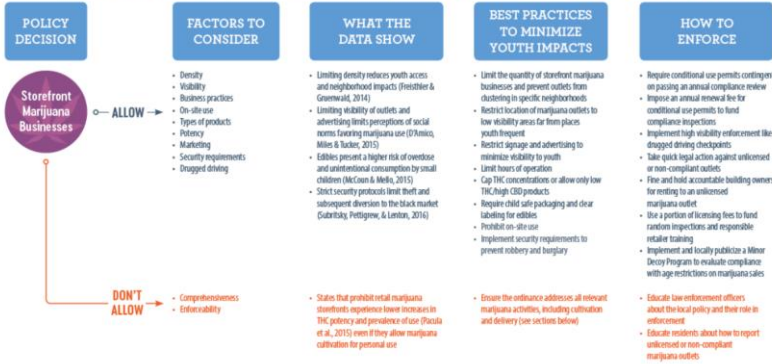 POLICY
DECISION
FACTORS TO
CONSIDER
WHAT THE
DATA SHOW
BEST PRACTICES
TO MINIMIZE
YOUTH IMPACTS
HOW TO
ENFORCE
Storefront
Marijuana
Businesses
ALLOW
• Density
• Visibility
• Business practices
• On-site use
• Types of products
• Potency
• Marketing
• Security requirements
• Drugged driving
• Limiting density reduces youth access
and neighborhood impacts (Freisthler &
Gruenwald, 2014)
• Limiting visibility of outlets and
advertising limits perceptions of social
norms favoring marijuana use (D'Amico,
Miles & Tucker, 2015)
• Edibles present a higher risk of overdose
and unintentional consumption by small
children (McCoun & Mello, 2015)
• Strict security protocols limit theft and
subsequent diversion to the black market
(Subritsky, Pettigrew, & Lenton, 2016)
• Limit the quantity of storefront marijuana
businesses and prevent outlets from
clustering in specific neighborhoods
• Restrict location of marijuana outlets to
low visibility areas far from places
youth frequent
• Restrict signage and advertising to
minimize visibility to youth
• Limit hours of operation
• Cap THC concentrations or allow only low
THC/high CBD products
• Require child safe packaging and clear
labeling for edibles
• Prohibit on-site use
• Implement security requirements to
prevent robbery and burglary
• Require conditional use permits contingen
on passing an annual compliance review
• Impose an annual renewal fee for
conditional use permits to fund
compliance inspections
• Implement high visibility enforcement like
drugged driving checkpoints
• Take quick legal action against unlicensed
or non-compliant outlets
• Fine and hold accountable building owners
for renting to an unlicensed
marijuana outlet
• Use a portion of licensing fees to fund
random inspections and responsible
retailer training
• Implement and locally publicize a Minor
Decoy Program to evaluate compliance
with age restrictions on marijuana sales
DON'T
ALLOW
• Comprehensiveness
• Enforceability
• States that prohibit retail marijuana
storefronts experience lower increases in
THC potency and prevalence of use (Pacula
et al., 2015) even if they allow marijuana
cultivation for personal use
• Ensure the ordinance addresses all relevant
marijuana activities, including cultivation
and delivery (see sections below)
• Educate law enforcement officers
about the local policy and their role in
enforcement
• Educate residents about how to report
unlicensed or non-compliant
marijuana outlets